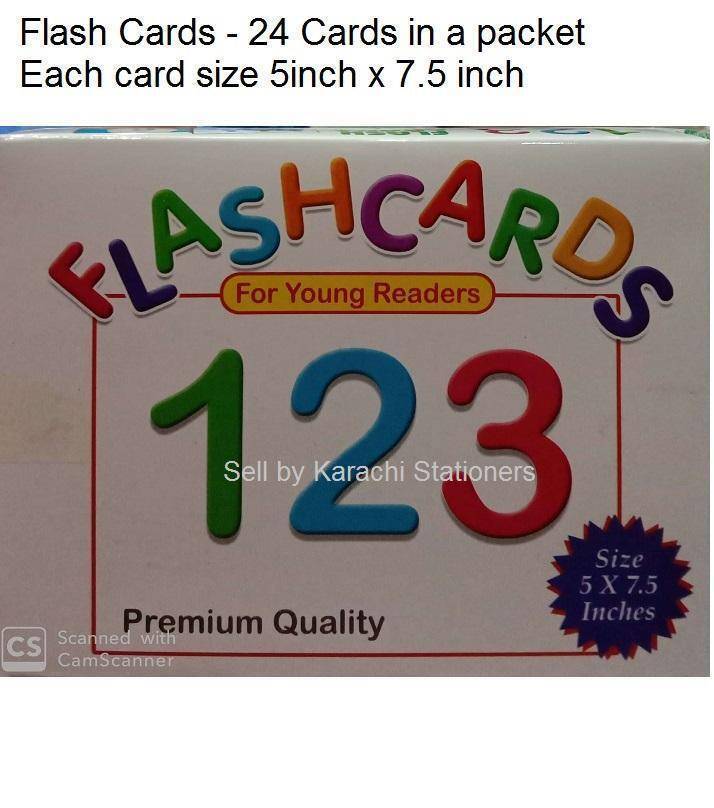 Flash Cards - 24 Cards in a packet
Each card size 5inch x 7.5 inch
FLASHCARDS
For Young Readers
123
Sell by Karachi Stationers
Size
5 X 7.5
Inches
Premium Quality
CS Scanned with
CamScanner